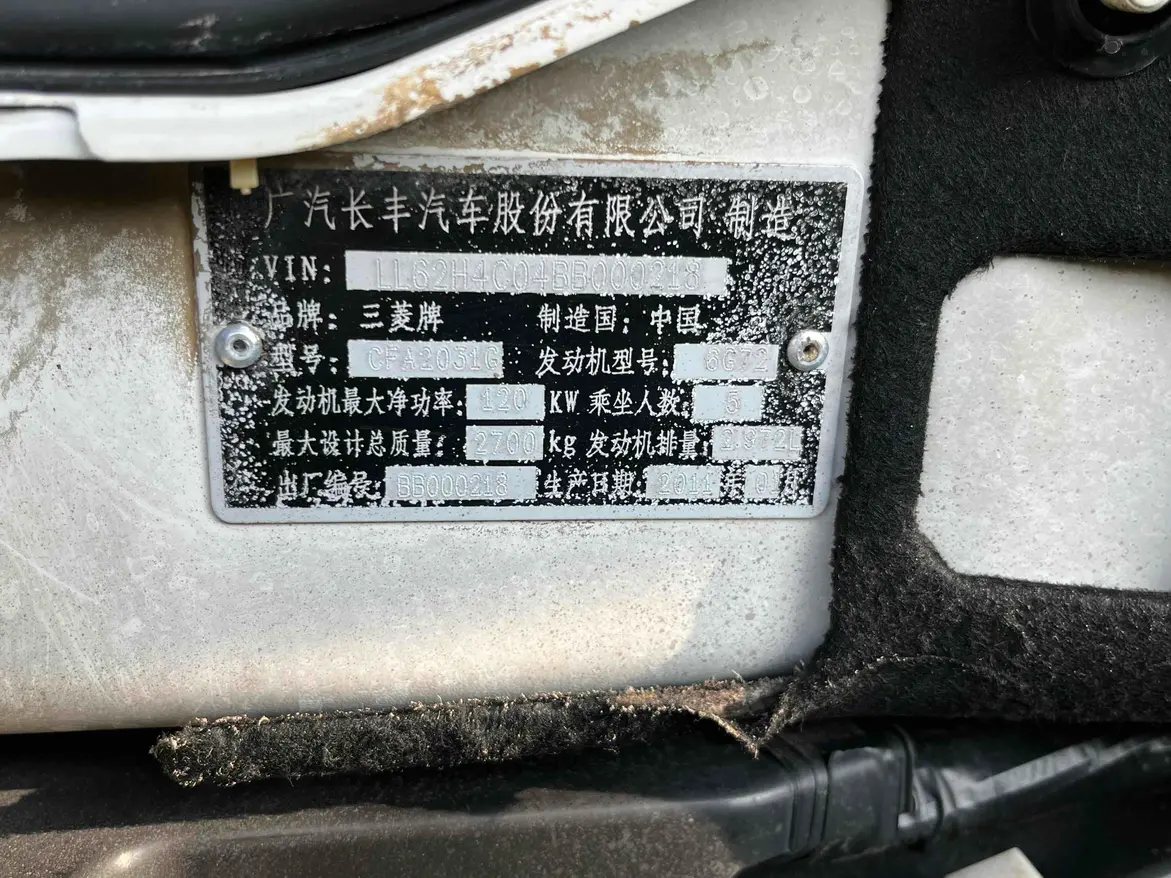 广汽长丰汽车股份有限公司 制造
VIN: LL62H4C04BB000218
品牌: 三菱牌 制造国: 中国
型号: CFA2031G 发动机型号: 6G72
发动机最大净功率: 120 KW 乘坐人数: 5
最大设计总质量: 2700 kg 发动机排量: 2.972L
出厂编号: BB000218 生产日期: 2011 年 01 月